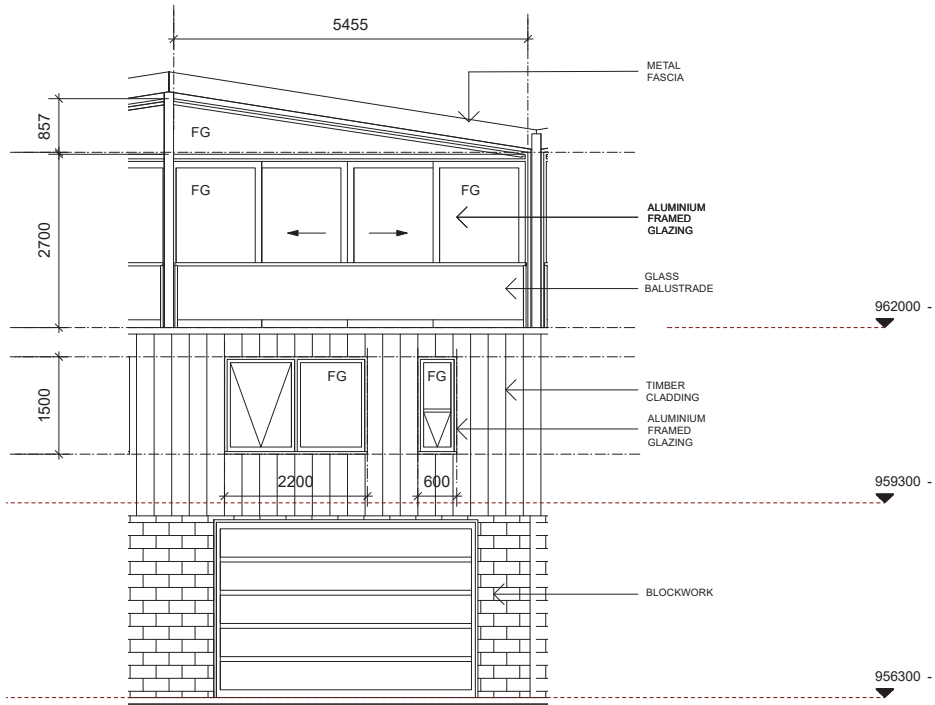 5455
METAL
FASCIA
857
FG
FG
FG
ALUMINIUM
FRAMED
GLAZING
2700
GLASS
BALUSTRADE
962000 -
FG
FG
TIMBER
CLADDING
1500
ALUMINIUM
FRAMED
GLAZING
2200
600
959300 -
BLOCKWORK
956300 -